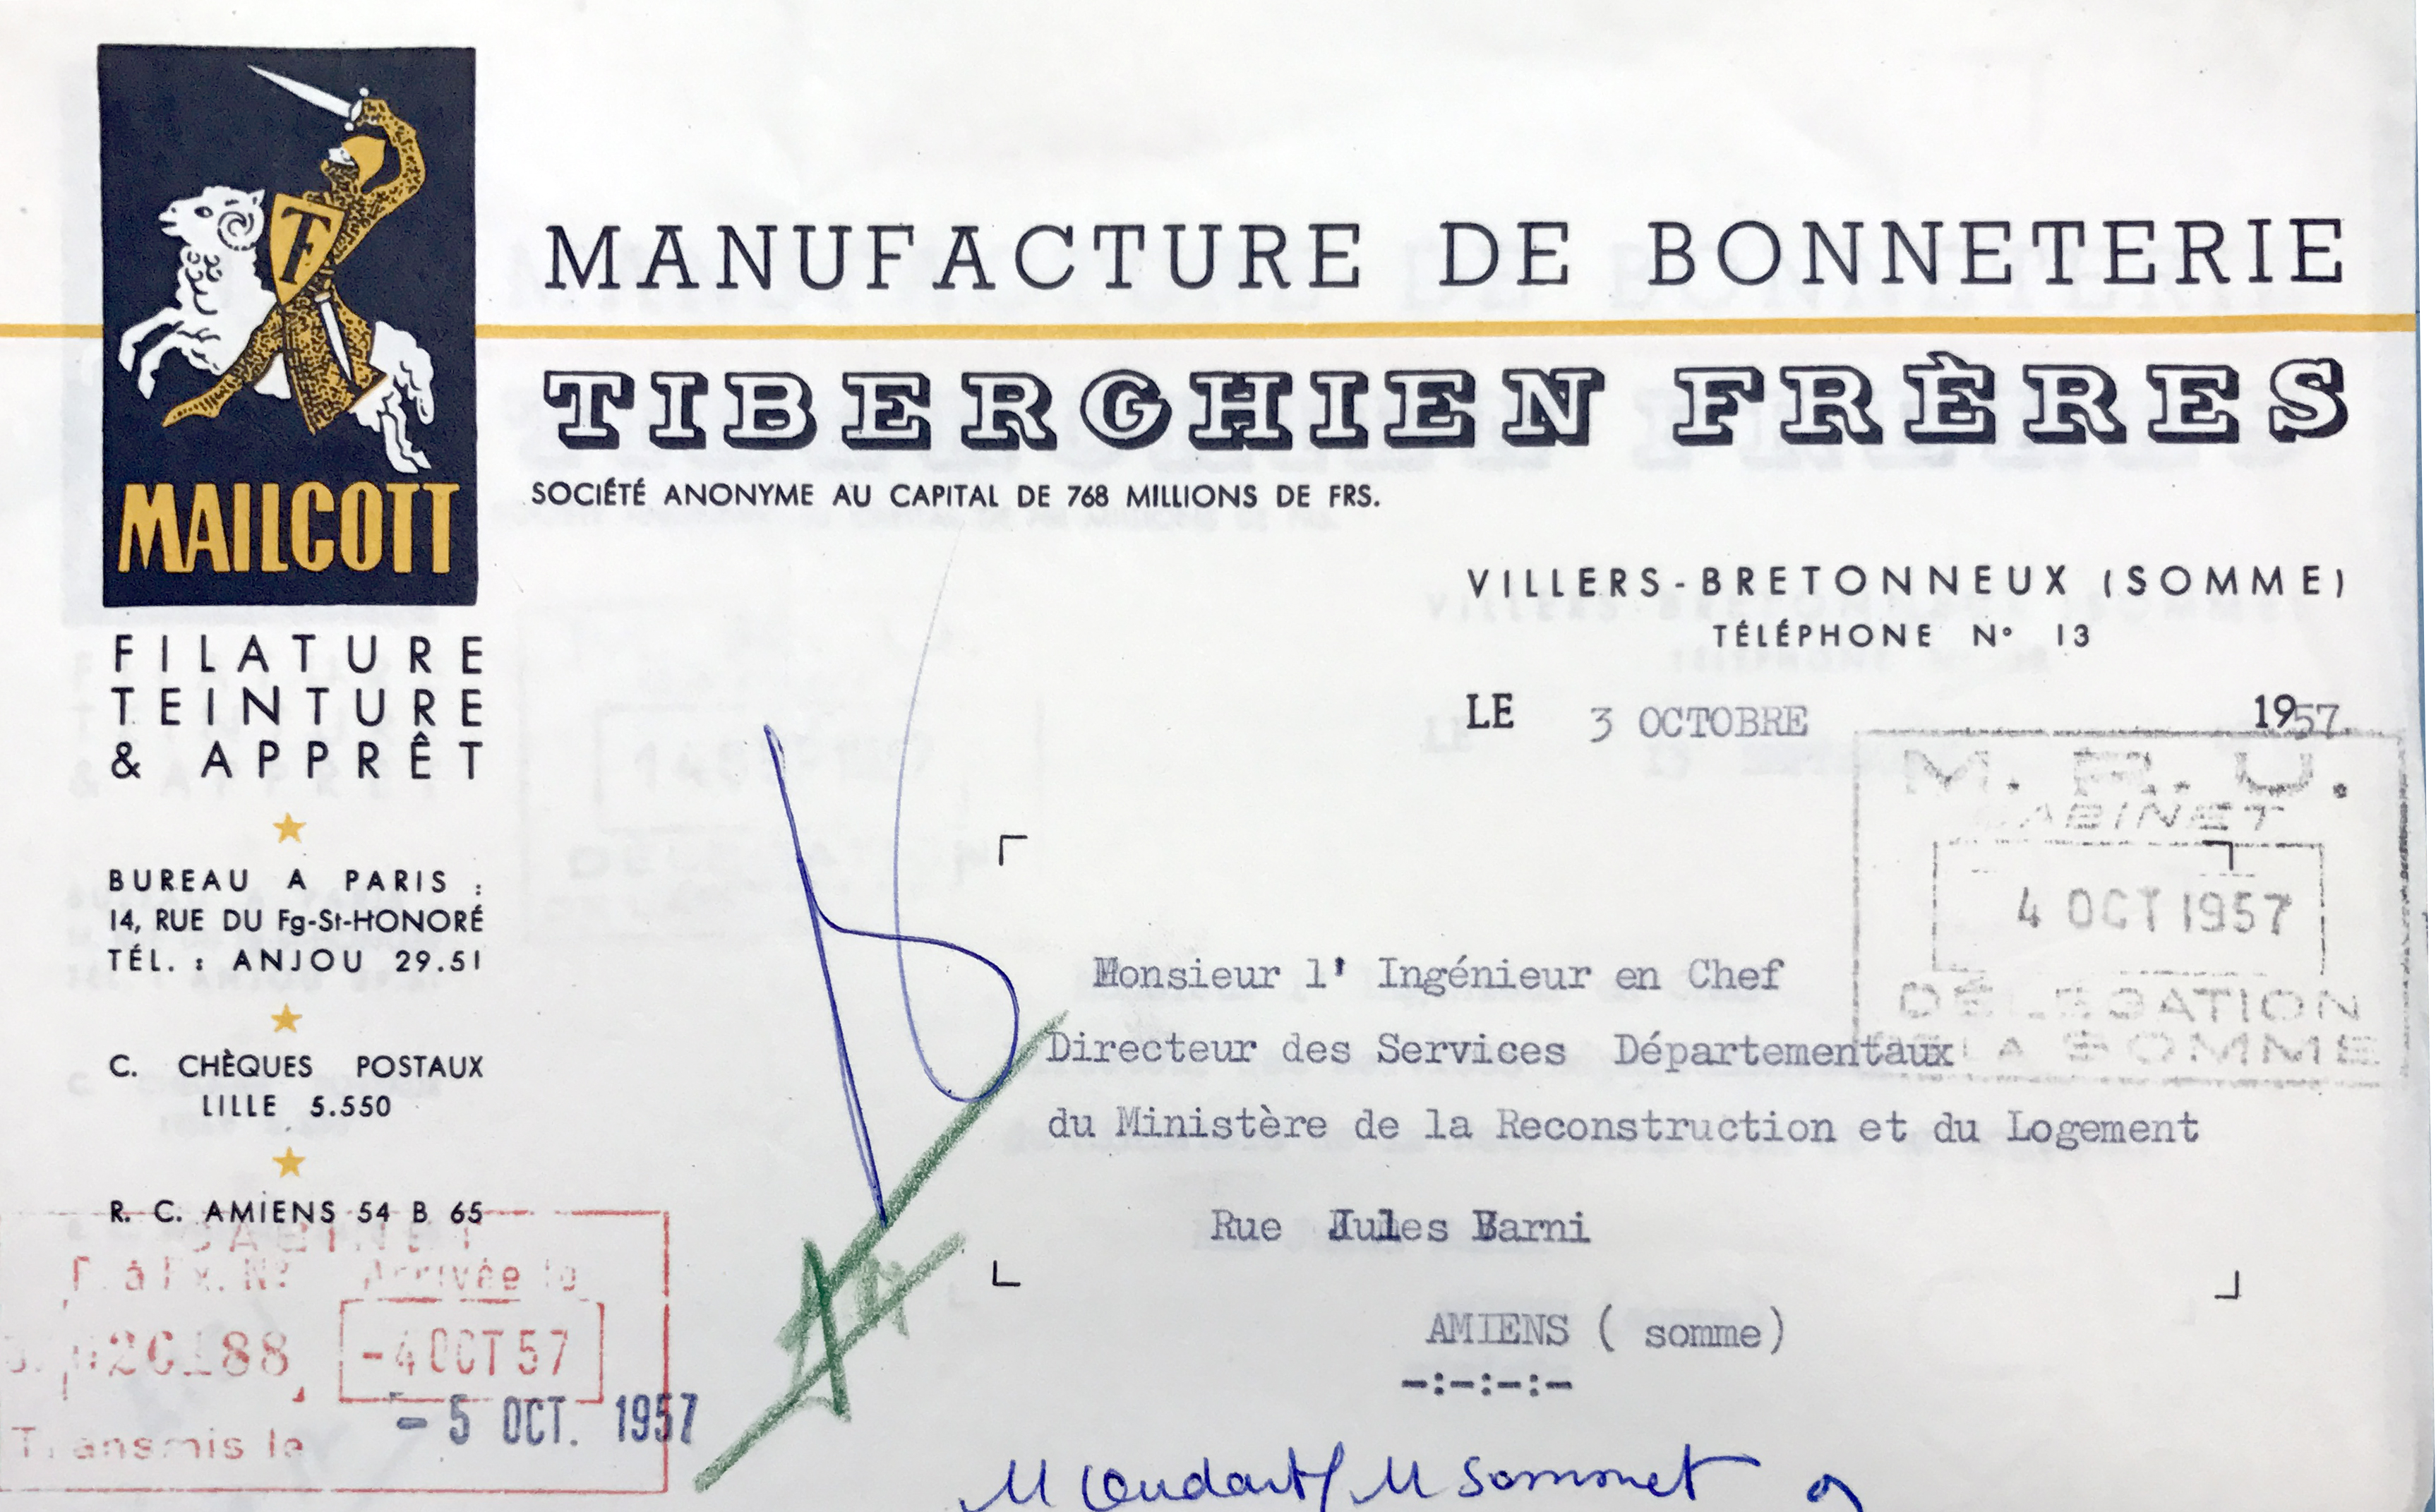 T
MAILCOTT
MANUFACTURE DE BONNETERIE
TIBERGHIEN FRÈRES
SOCIÉTÉ ANONYME AU CAPITAL DE 768 MILLIONS DE FRS.
VILLERS-BRETONNEUX (SOMME)
TÉLÉPHONE N° 13
LE 3 OCTOBRE 1957.
FILATURE
TEINTURE
& APPRÊT
BUREAU A PARIS :
14, RUE DU Fg-St-HONORÉ
TÉL. : ANJOU 29.51
C. CHÈQUES POSTAUX
LILLE 5.550
R. C. AMIENS 54 B 65
M. R. U.
CABINET
4 OCT 1957
DÉLÉGATION
LA SOMME
Monsieur l' Ingénieur en Chef
Directeur des Services Départementaux
du Ministère de la Reconstruction et du Logement
Rue Jules Barni
AMIENS ( somme)
-:-:-:-
CABINET
Arrivée le
-4 OCT 57
Transmis le
- 5 OCT. 1957
M Sommet